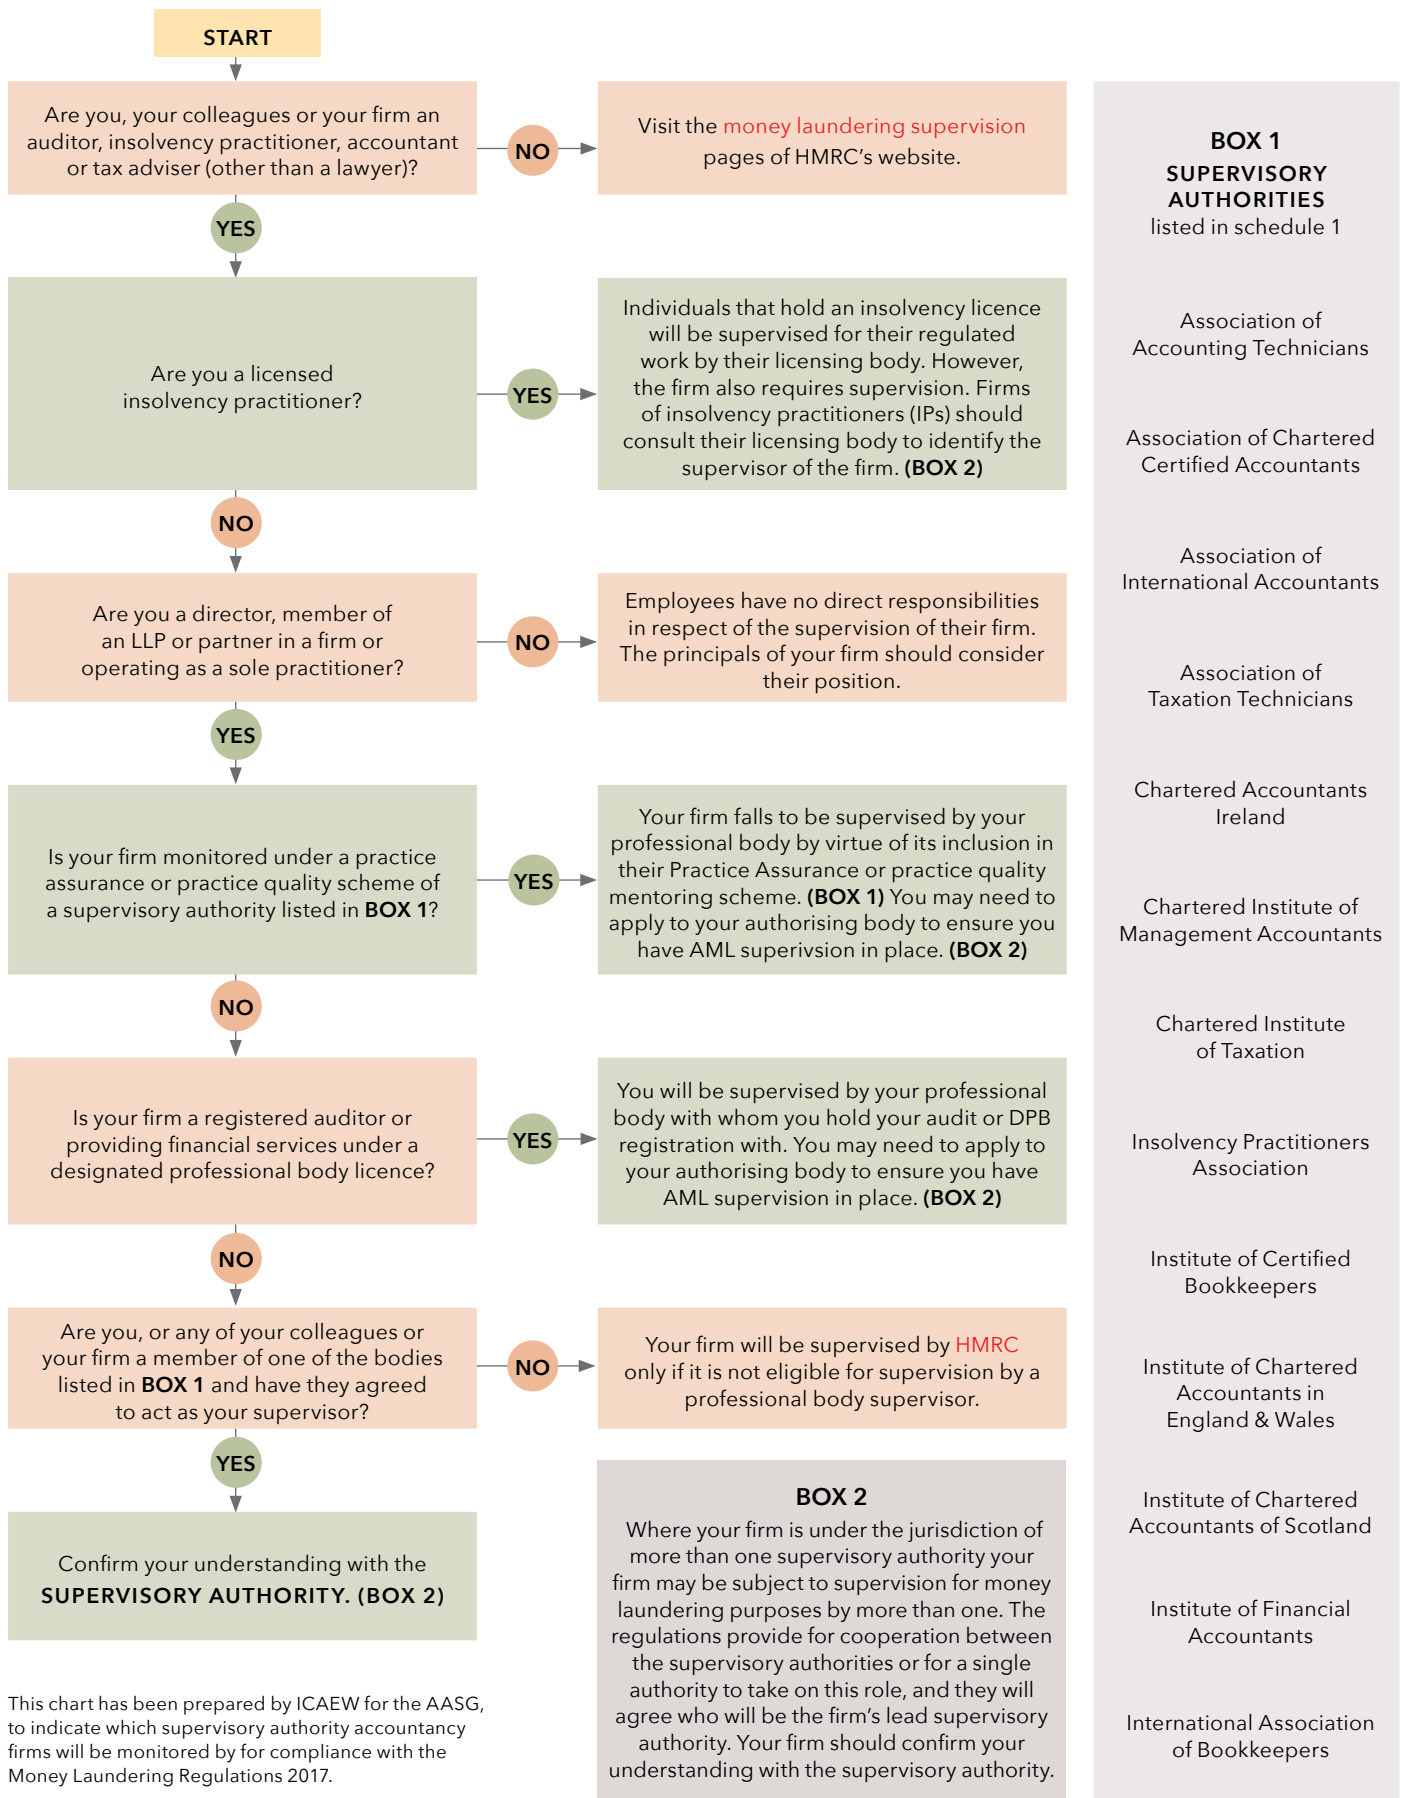 START
Are you, your colleagues or your firm an
auditor, insolvency practitioner, accountant
or tax adviser (other than a lawyer)?
NO
Visit the money laundering supervision
pages of HMRC’s website.
YES
Are you a licensed
insolvency practitioner?
YES
Individuals that hold an insolvency licence
will be supervised for their regulated
work by their licensing body. However,
the firm also requires supervision. Firms
of insolvency practitioners (IPs) should
consult their licensing body to identify the
supervisor of the firm. (BOX 2)
NO
Are you a director, member of
an LLP or partner in a firm or
operating as a sole practitioner?
NO
Employees have no direct responsibilities
in respect of the supervision of their firm.
The principals of your firm should consider
their position.
YES
Is your firm monitored under a practice
assurance or practice quality scheme of
a supervisory authority listed in BOX 1?
YES
Your firm falls to be supervised by your
professional body by virtue of its inclusion in
their Practice Assurance or practice quality
mentoring scheme. (BOX 1) You may need to
apply to your authorising body to ensure you
have AML superivsion in place. (BOX 2)
NO
Is your firm a registered auditor or
providing financial services under a
designated professional body licence?
YES
You will be supervised by your professional
body with whom you hold your audit or DPB
registration with. You may need to apply to
your authorising body to ensure you have
AML supervision in place. (BOX 2)
NO
Are you, or any of your colleagues or
your firm a member of one of the bodies
listed in BOX 1 and have they agreed
to act as your supervisor?
NO
Your firm will be supervised by HMRC
only if it is not eligible for supervision by a
professional body supervisor.
YES
Confirm your understanding with the
SUPERVISORY AUTHORITY. (BOX 2)
BOX 2
Where your firm is under the jurisdiction of
more than one supervisory authority your
firm may be subject to supervision for money
laundering purposes by more than one. The
regulations provide for cooperation between
the supervisory authorities or for a single
authority to take on this role, and they will
agree who will be the firm’s lead supervisory
authority. Your firm should confirm your
understanding with the supervisory authority.
This chart has been prepared by ICAEW for the AASG,
to indicate which supervisory authority accountancy
firms will be monitored by for compliance with the
Money Laundering Regulations 2017.
BOX 1
SUPERVISORY
AUTHORITIES
listed in schedule 1
Association of
Accounting Technicians
Association of Chartered
Certified Accountants
Association of
International Accountants
Association of
Taxation Technicians
Chartered Accountants
Ireland
Chartered Institute of
Management Accountants
Chartered Institute
of Taxation
Insolvency Practitioners
Association
Institute of Certified
Bookkeepers
Institute of Chartered
Accountants in
England & Wales
Institute of Chartered
Accountants of Scotland
Institute of Financial
Accountants
International Association
of Bookkeepers